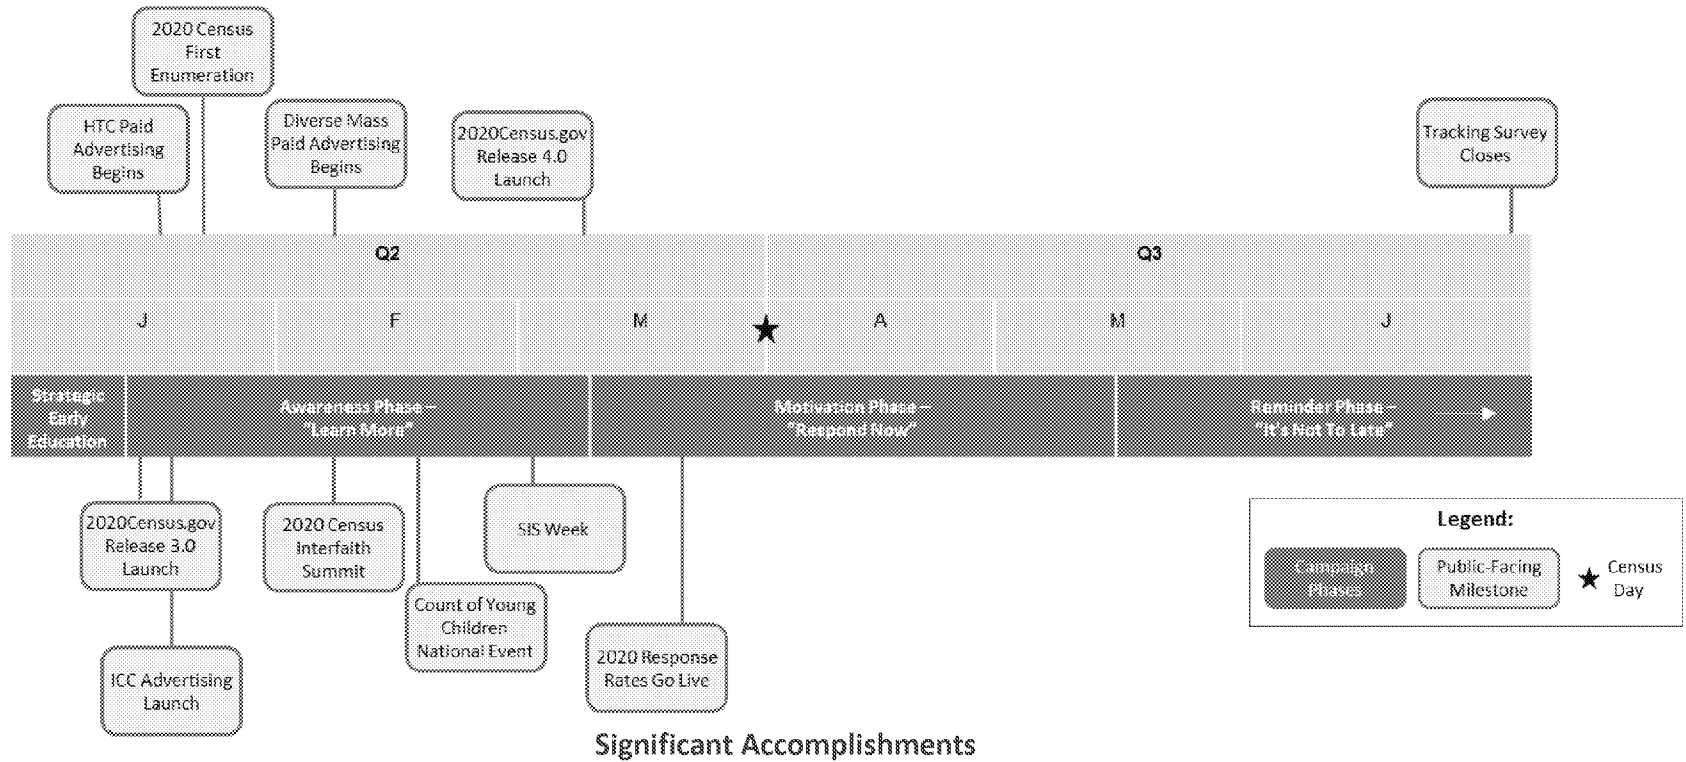 2020 Census
First
Enumeration
HTC Paid
Advertising
Begins
Diverse Mass
Paid Advertising
Begins
2020Census.gov
Release 4.0
Launch
Tracking Survey
Closes
Q2
Q3
J
F
M
A
M
J
Strategic
Early
Education
Awareness Phase –
"Learn More"
Motivation Phase –
"Respond Now"
Reminder Phase –
"It's Not To Late"
2020Census.gov
Release 3.0
Launch
2020 Census
Interfaith
Summit
SIS Week
Count of Young
Children
National Event
ICC Advertising
Launch
2020 Response
Rates Go Live
Legend:
Campaign
Phases
Public-Facing
Milestone
Census
Day
Significant Accomplishments